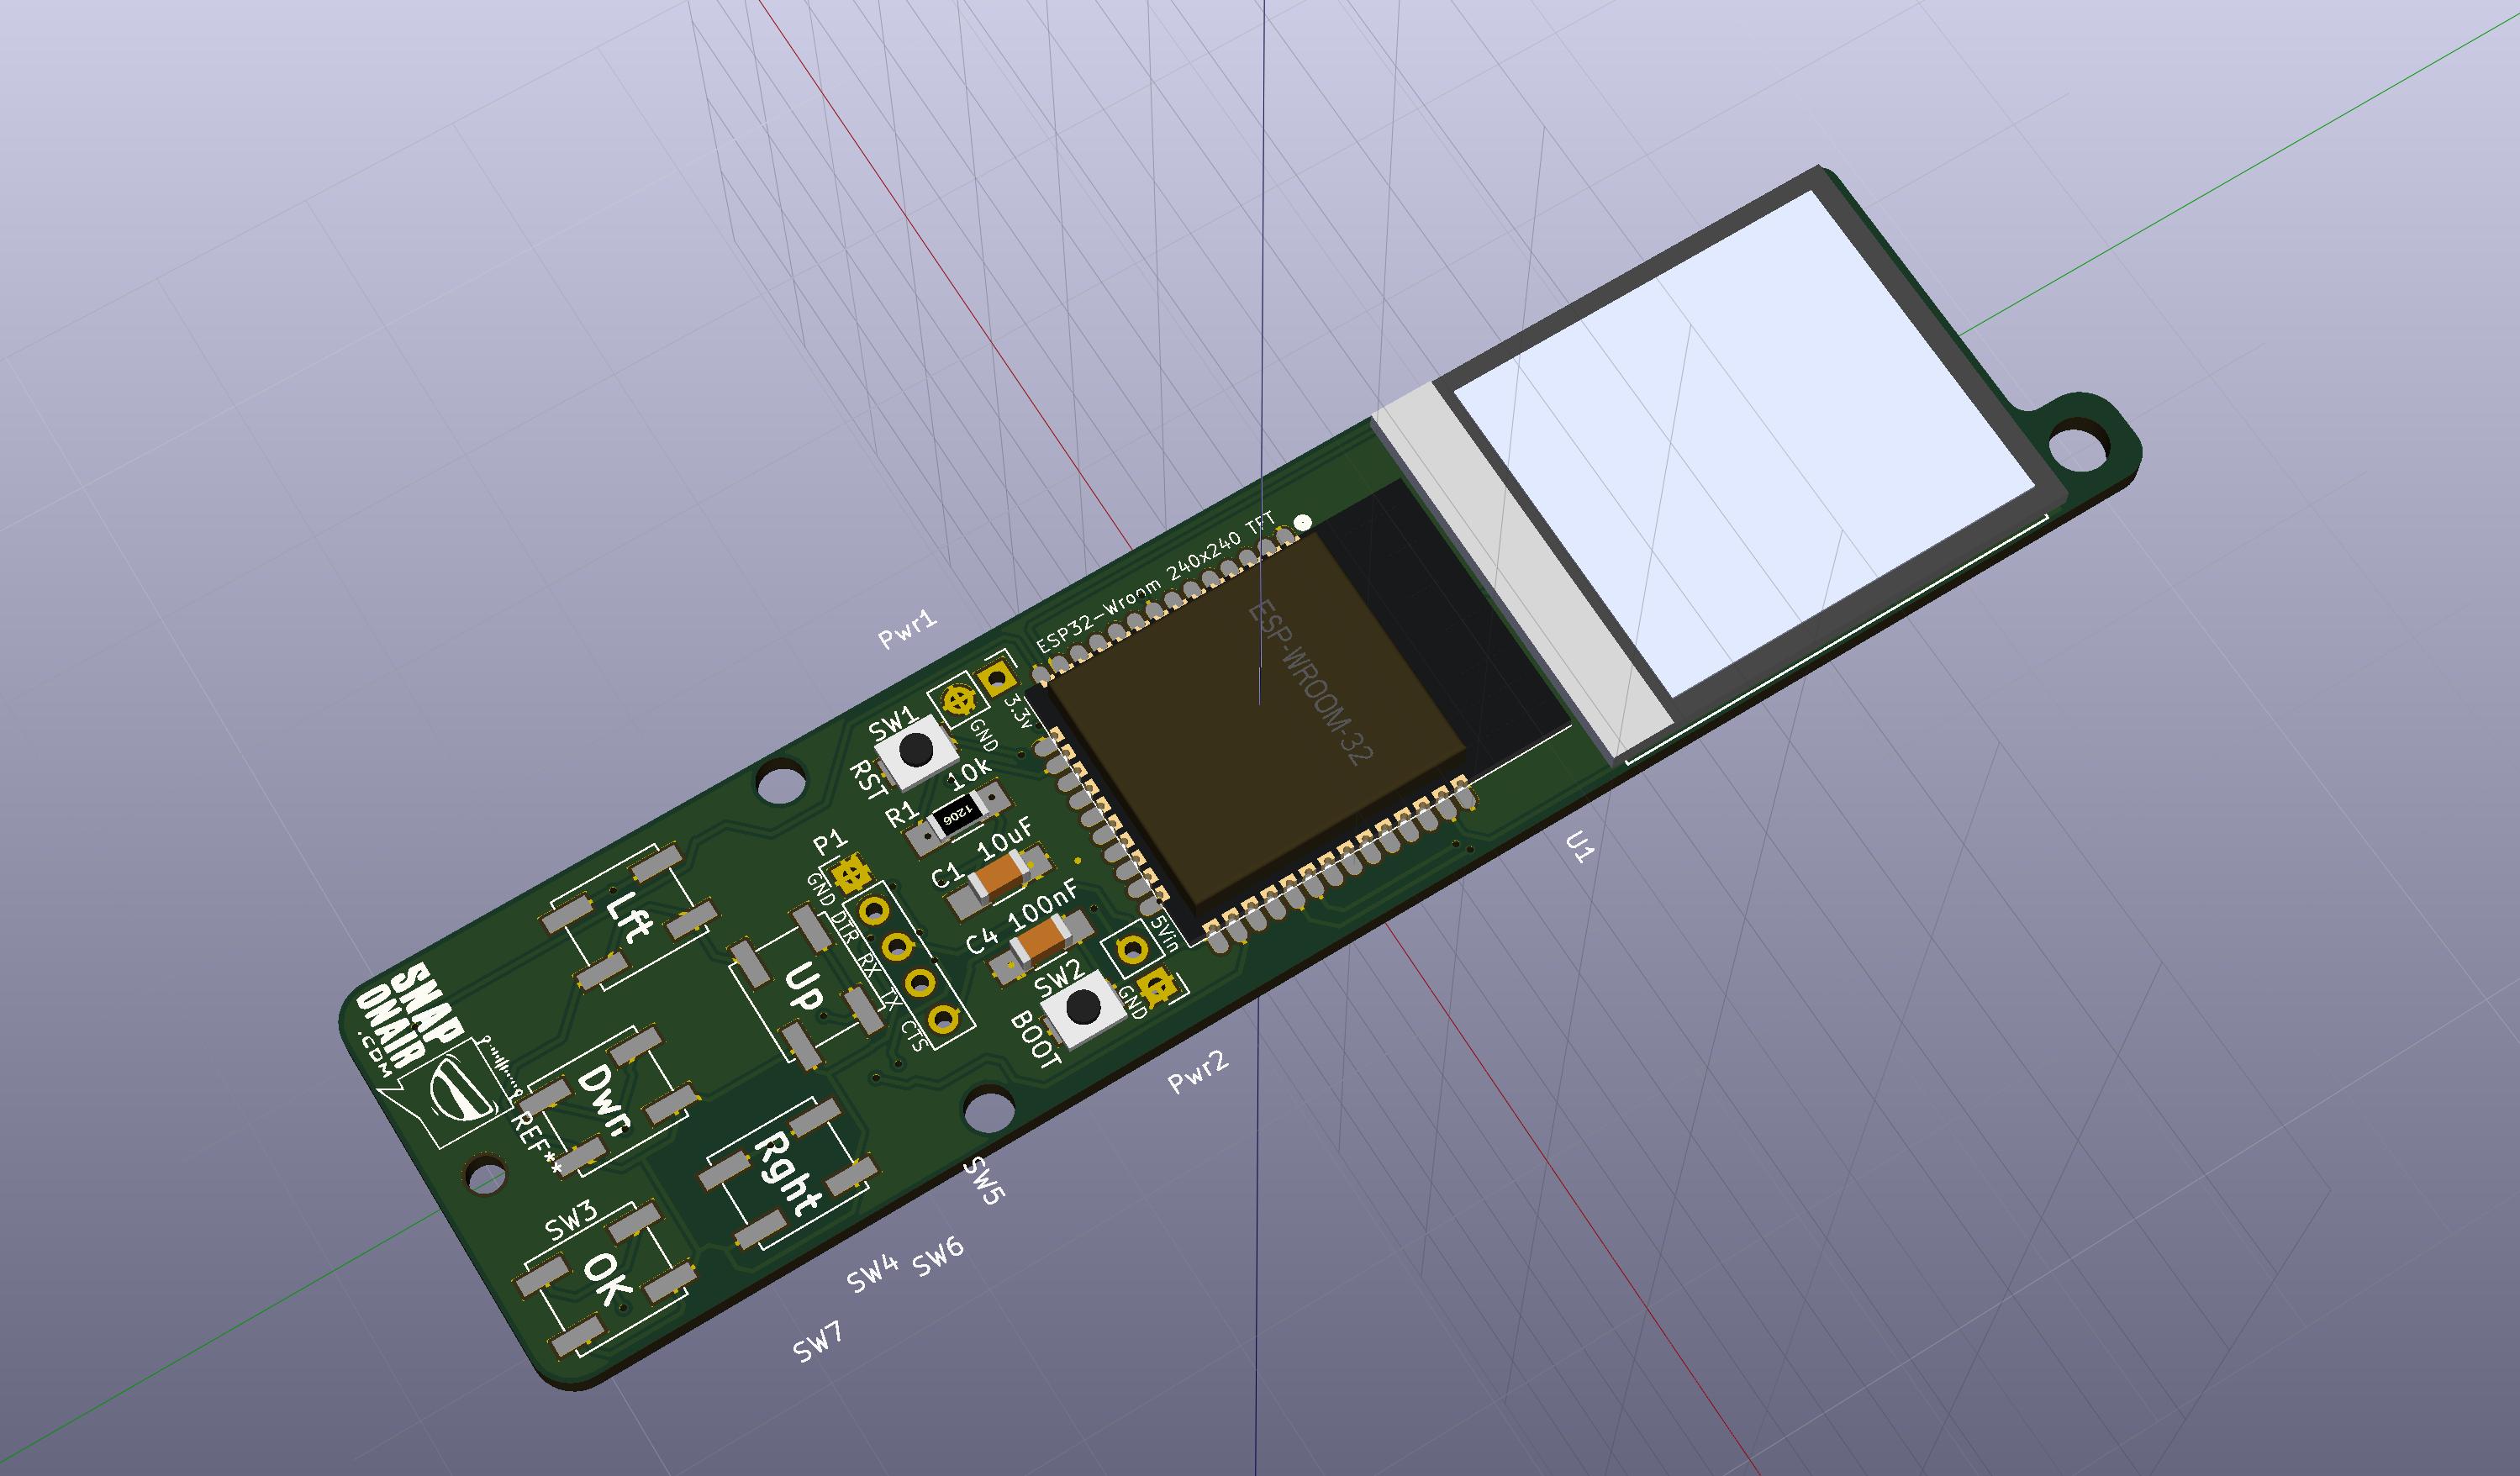 Pwr1
ESP32-Wroom 240x240 TFT
ESP-WROOM-32
3.3v
GND
SW1
RST
10k
R1
1206
P1
10uF
C1
100nF
C4
GND
DTR
RX
TX
CTS
5Vin
GND
SW2
BOOT
U1
Pwr2
Lft
Up
SNAP
ONAIR
.COM
Dwn
REF**
Rght
SW5
SW3
OK
SW4
SW6
SW7